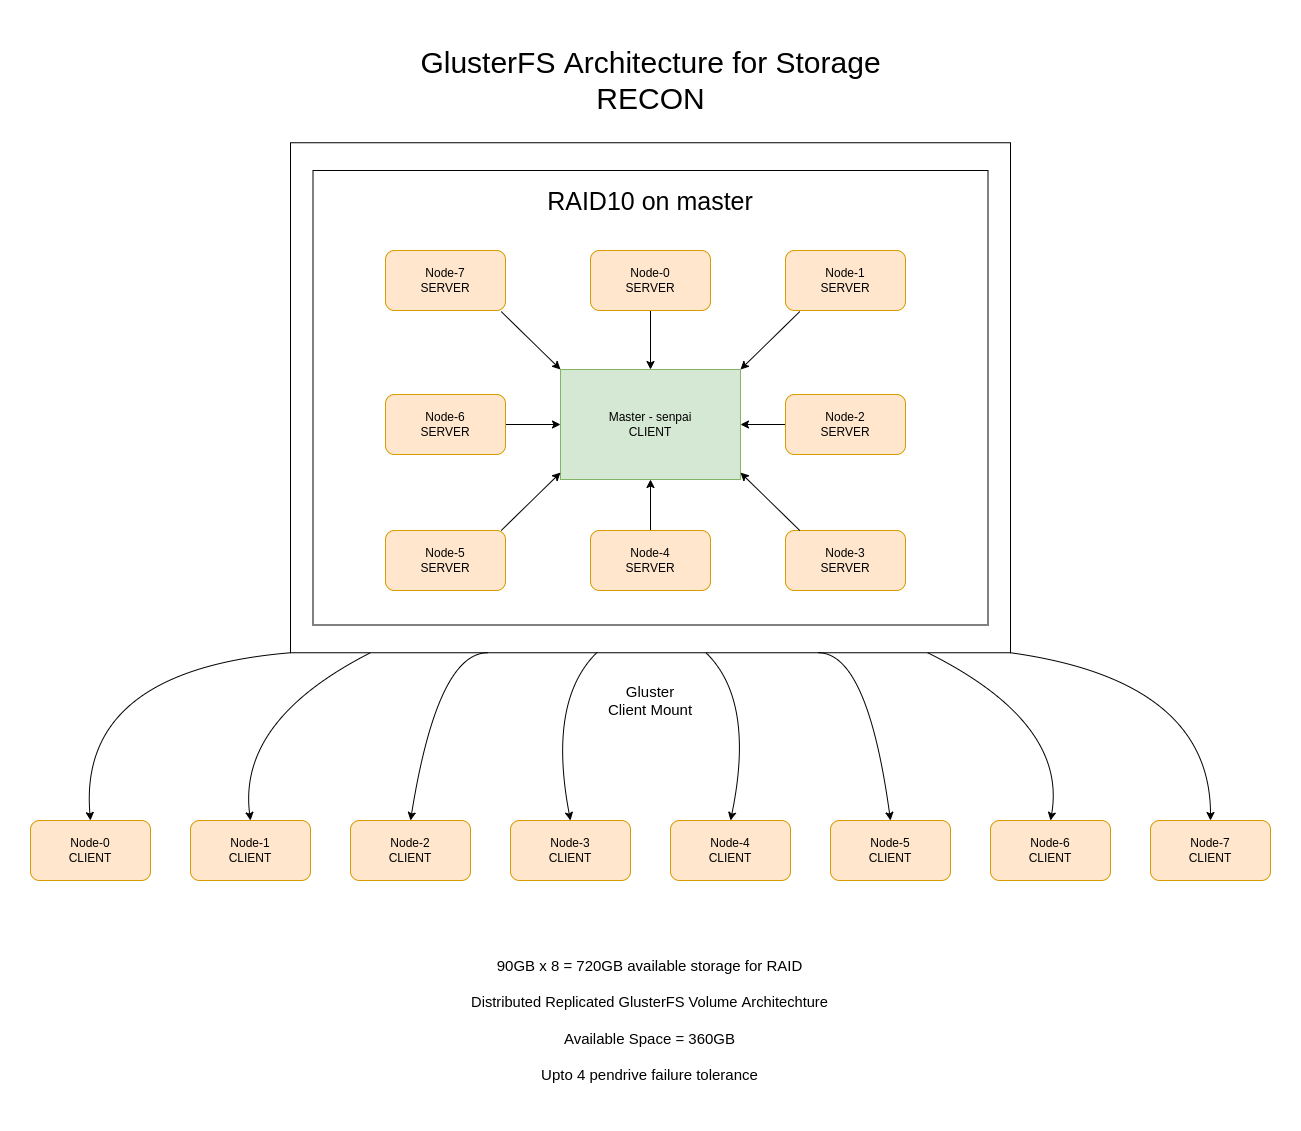 GlusterFS Architecture for Storage
RECON
RAID10 on master
Node-7
SERVER
Node-0
SERVER
Node-1
SERVER
Node-6
SERVER
Master - senpai
CLIENT
Node-2
SERVER
Node-5
SERVER
Node-4
SERVER
Node-3
SERVER
Gluster
Client Mount
Node-0
CLIENT
Node-1
CLIENT
Node-2
CLIENT
Node-3
CLIENT
Node-4
CLIENT
Node-5
CLIENT
Node-6
CLIENT
Node-7
CLIENT
90GB x 8 = 720GB available storage for RAID
Distributed Replicated GlusterFS Volume Architechture
Available Space = 360GB
Upto 4 pendrive failure tolerance